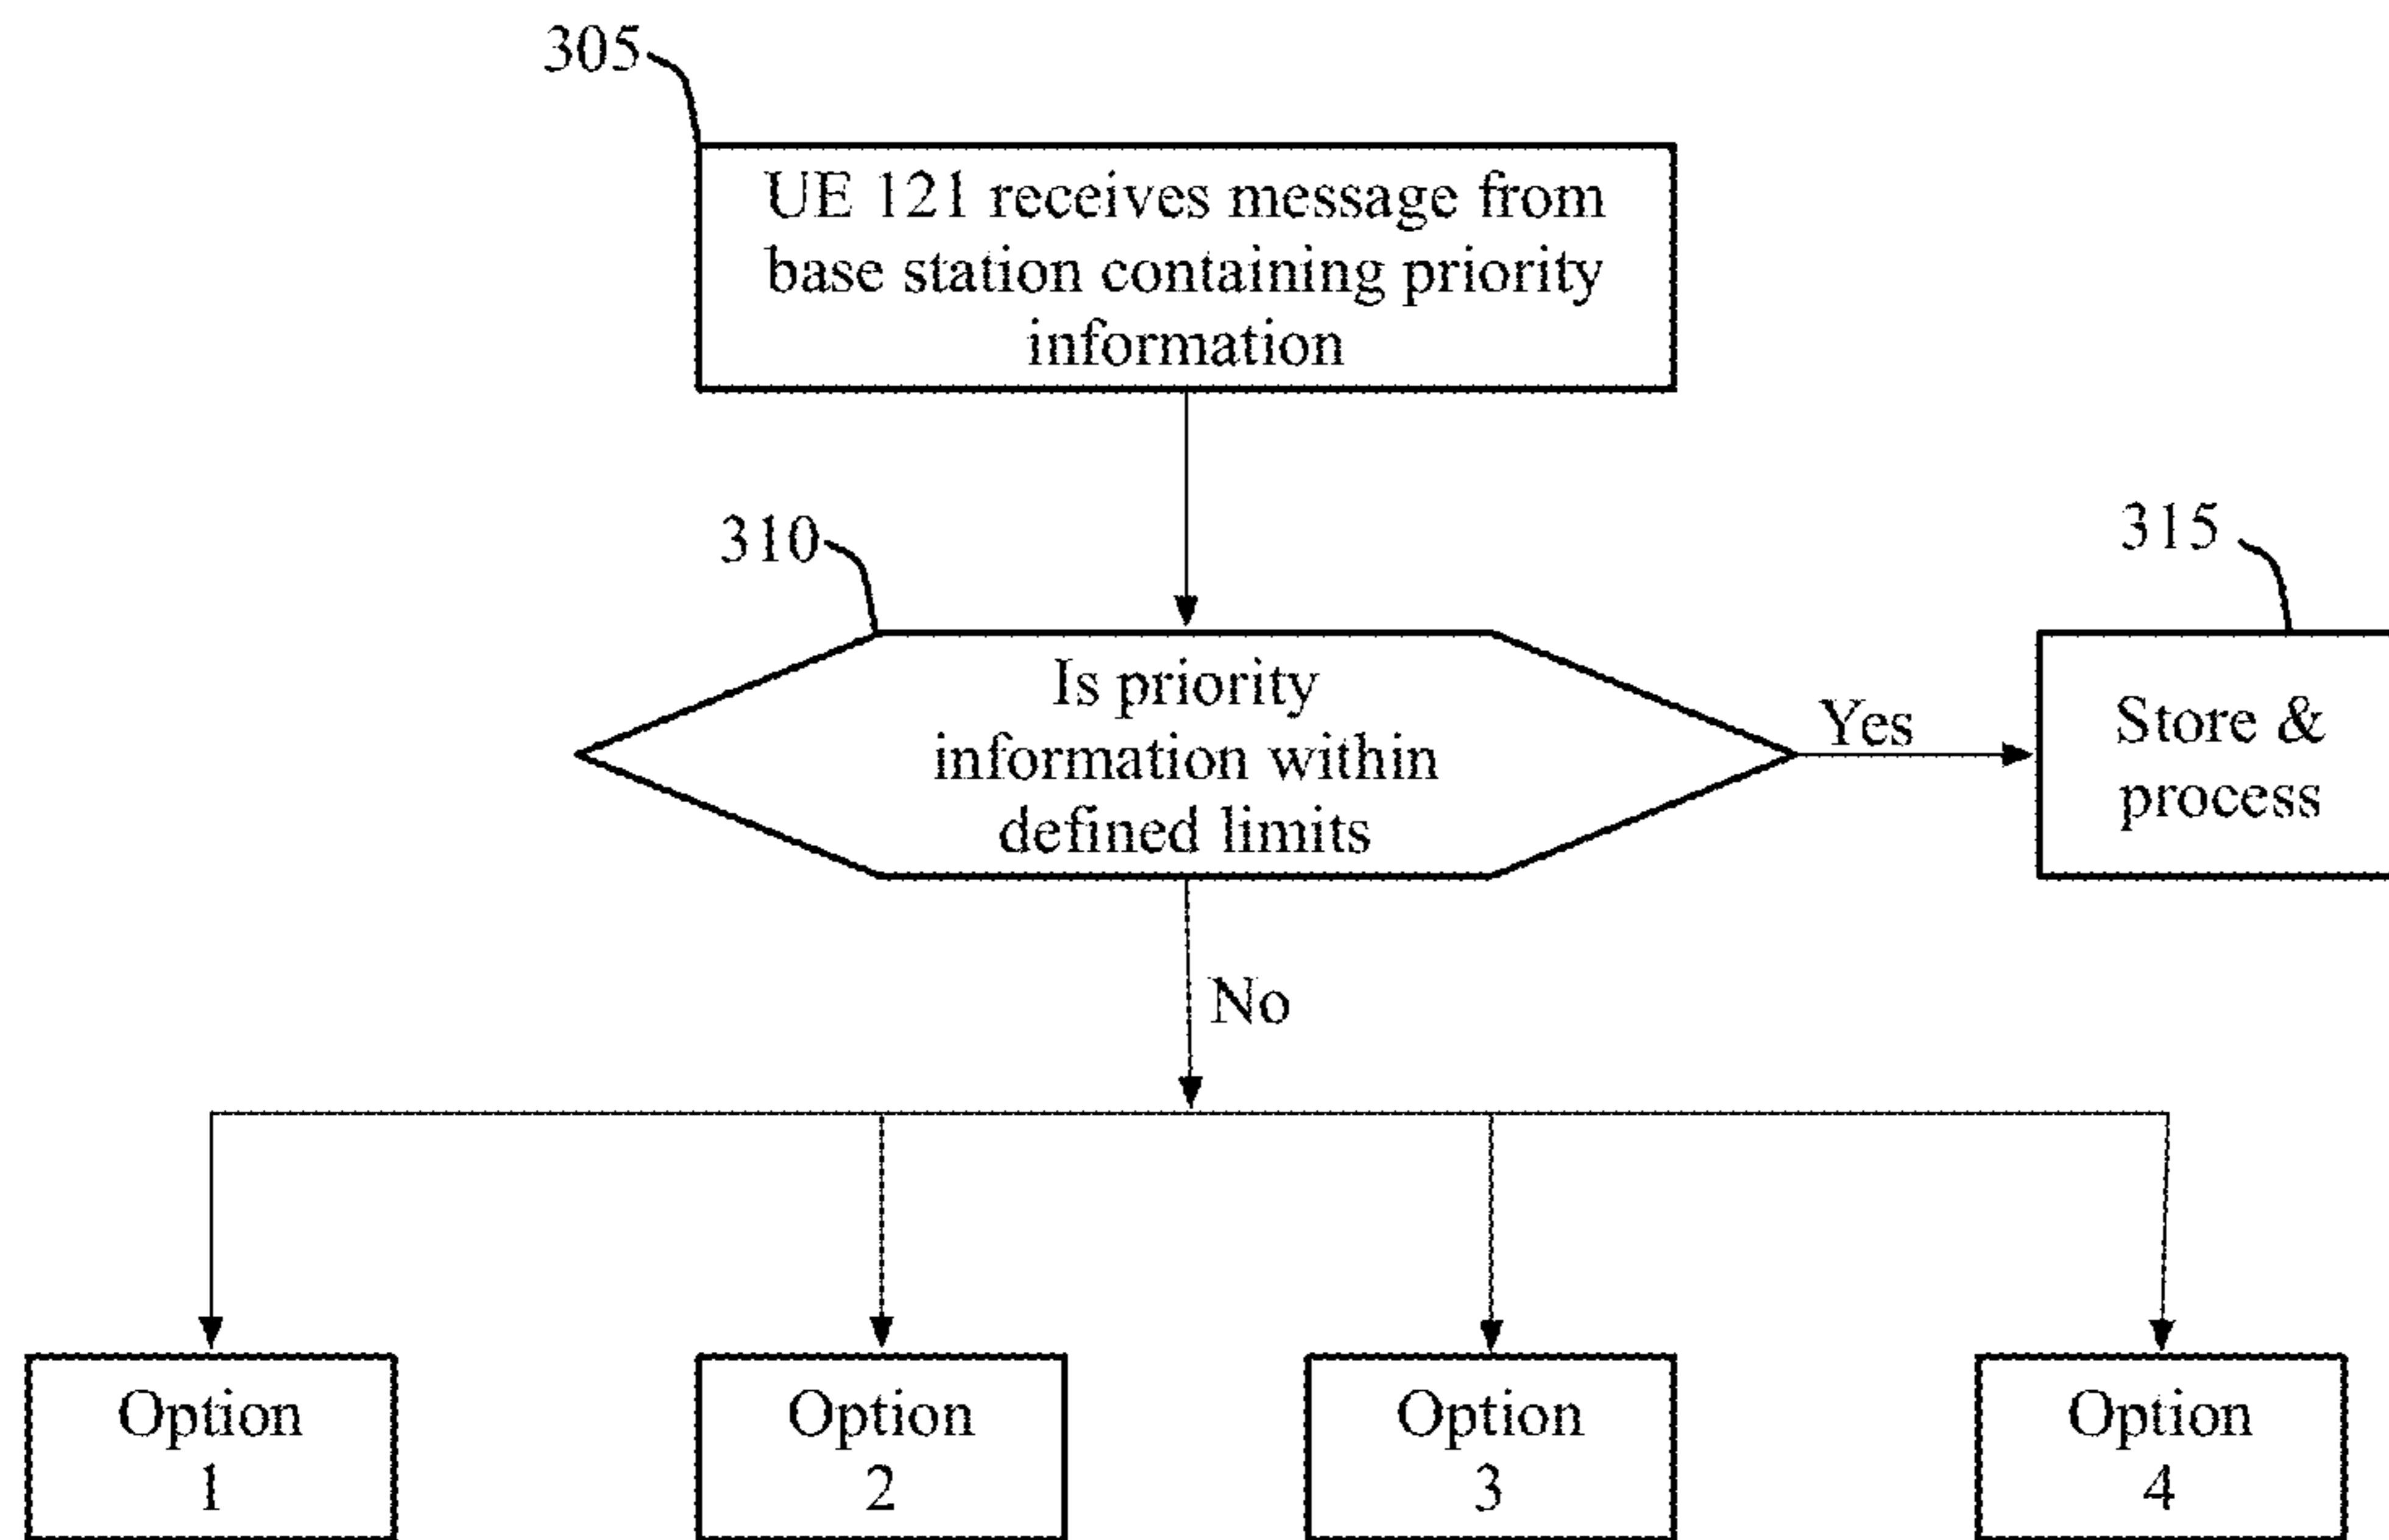 305
UE 121 receives message from
base station containing priority
information
310
315
Is priority
information within
defined limits
Yes
Store &
process
No
Option
1
Option
2
Option
3
Option
4